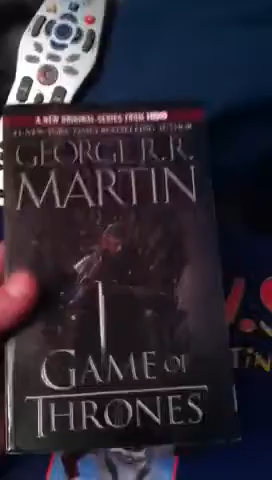 A NEW ORIGINAL SERIES FROM HBO
#1 NEW YORK TIMES BESTSELLING AUTHOR
GEORGE R.R.
MARTIN
GAME OF
THRONES